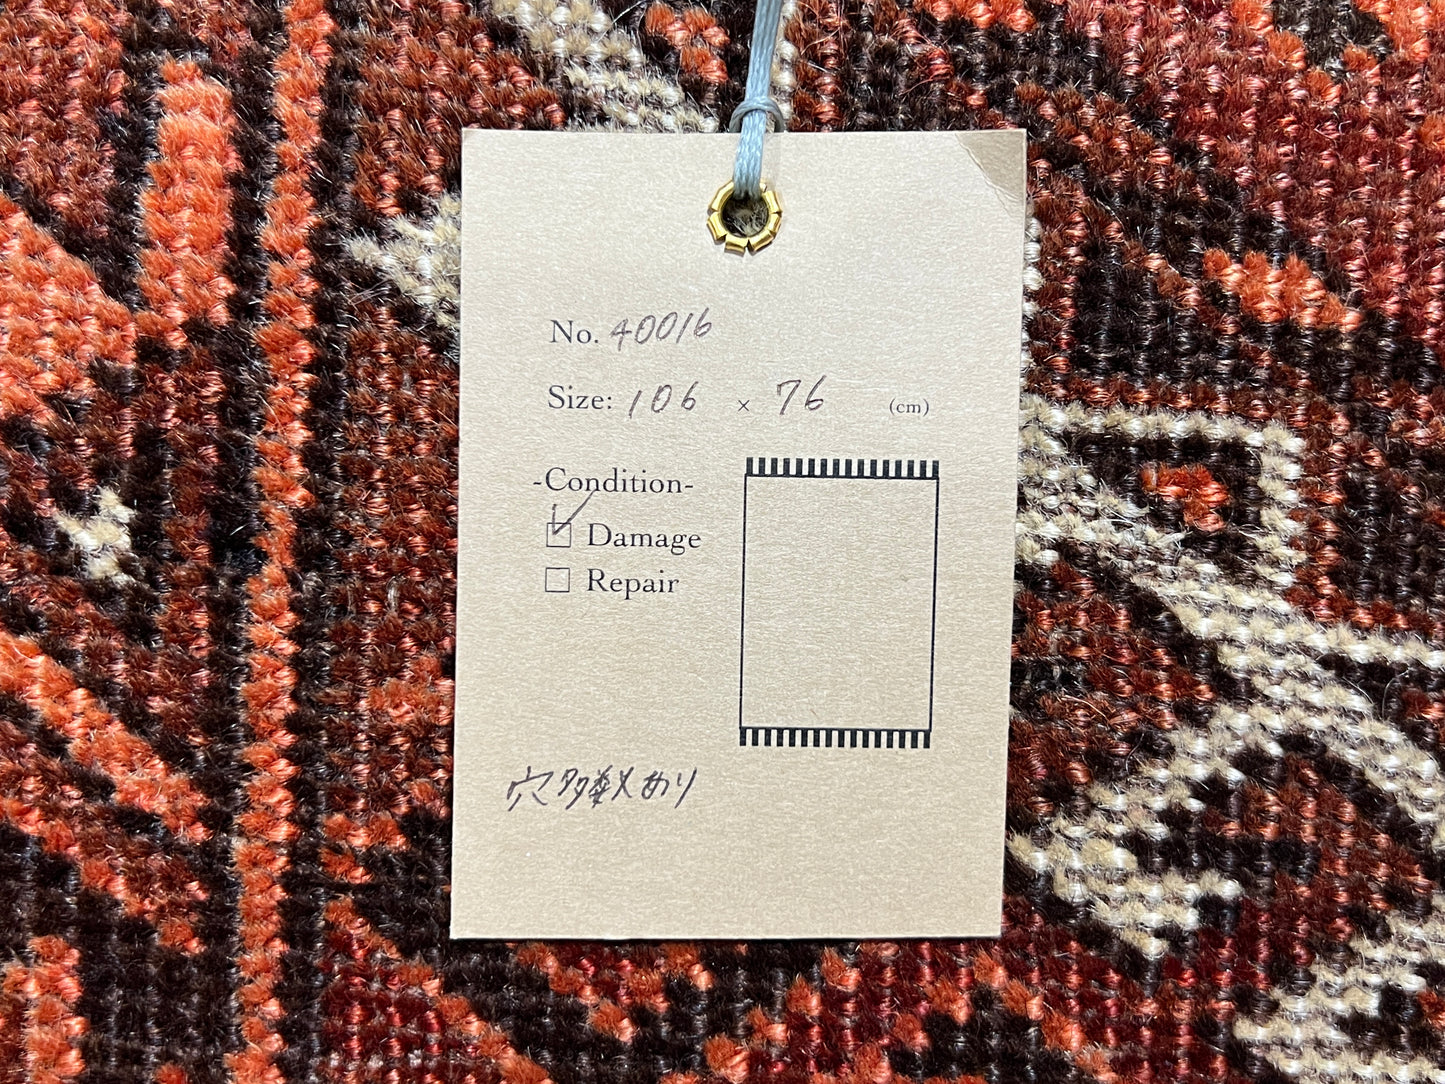 No. 40016
Size: 106 × 76 (cm)
-Condition-
☑ Damage
☐ Repair
穴多数あり